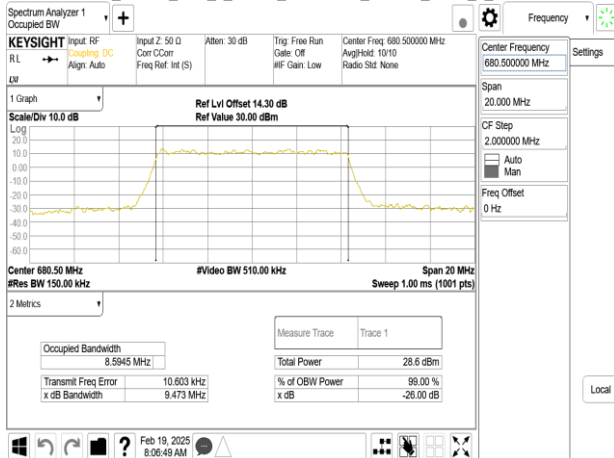 Spectrum Analyzer 1
Occupied BW
Frequency
KEYSIGHT
RL
LXI
Input: RF
Coupling: DC
Align: Auto
Input Z: 50 Ω
Corr CCorr
Freq Ref: Int (S)
Atten: 30 dB
Trig: Free Run
Gate: Off
#IF Gain: Low
Center Freq: 680.500000 MHz
Avg|Hold: 10/10
Radio Std: None
Center Frequency
680.500000 MHz
Settings
Span
20.000 MHz
CF Step
2.000000 MHz
Auto
Man
Freq Offset
0 Hz
Local
1 Graph
Scale/Div 10.0 dB
Ref Lvl Offset 14.30 dB
Ref Value 30.00 dBm
Log
20.0
10.0
0.00
-10.0
-20.0
-30.0
-40.0
-50.0
-60.0
Center 680.50 MHz
#Res BW 150.00 kHz
#Video BW 510.00 kHz
Span 20 MHz
Sweep 1.00 ms (1001 pts)
2 Metrics
Measure Trace Trace 1
Occupied Bandwidth
8.5945 MHz
Total Power 28.6 dBm
Transmit Freq Error 10.603 kHz
% of OBW Power 99.00 %
x dB Bandwidth 9.473 MHz
x dB -26.00 dB
?
Feb 19, 2025
8:06:49 AM